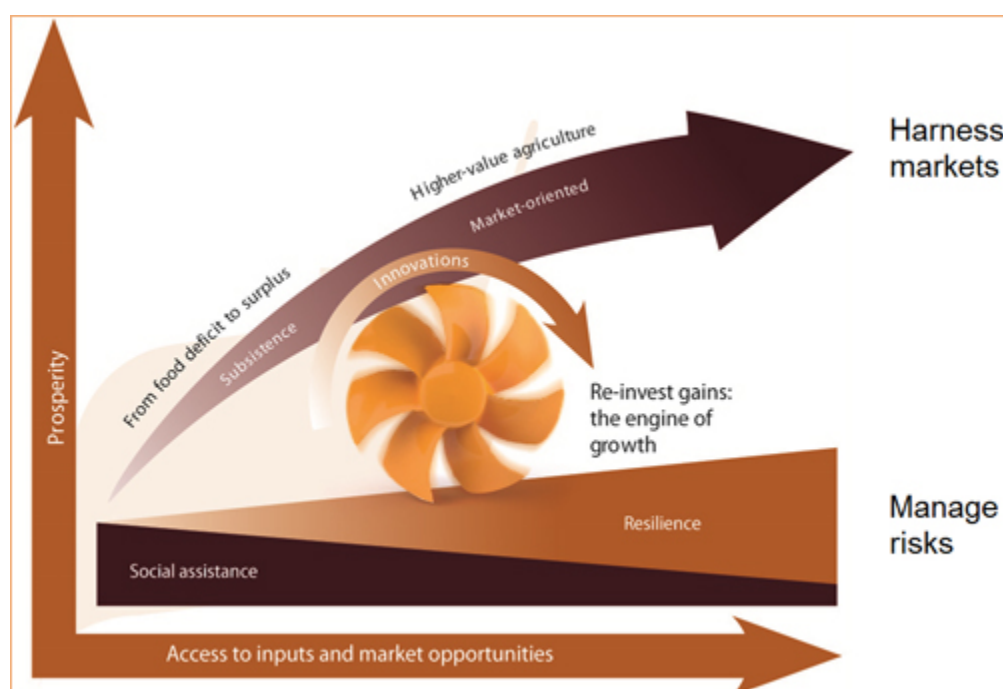 Harness
markets
Higher-value agriculture
Market-oriented
Innovations
From food deficit to surplus
Subsistence
Prosperity
Re-invest gains:
the engine of
growth
Manage
risks
Resilience
Social assistance
Access to inputs and market opportunities